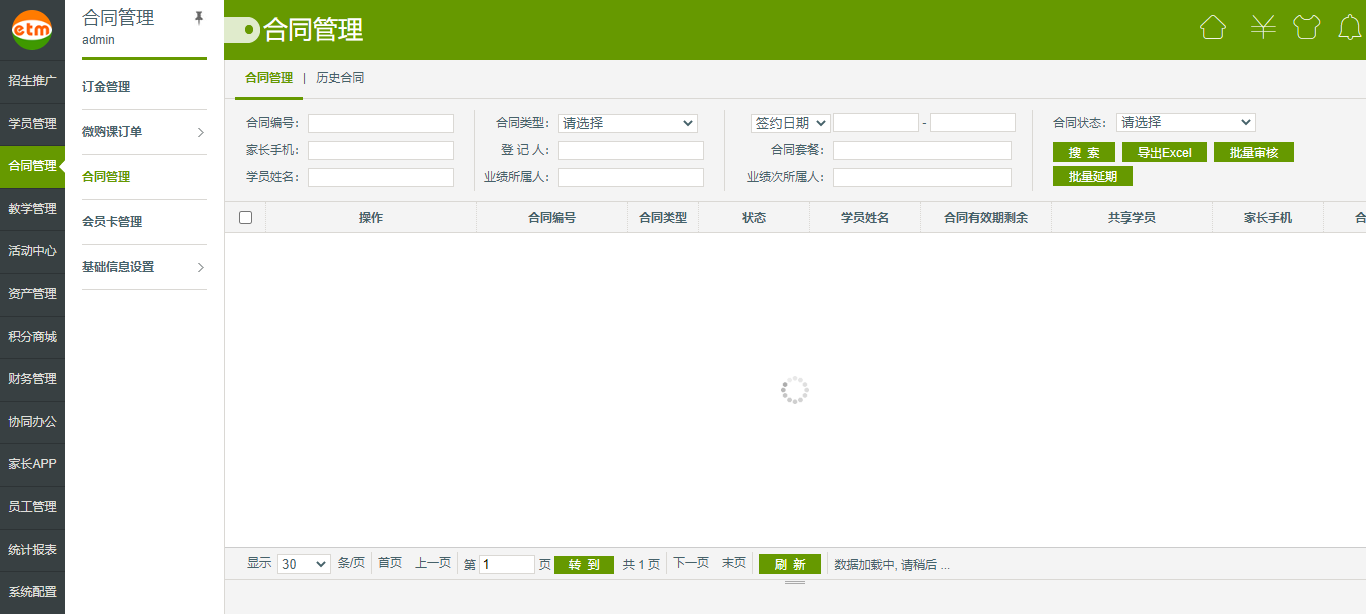 etm
合同管理
admin
招生推广
学员管理
合同管理
教学管理
活动中心
资产管理
积分商城
财务管理
协同办公
家长APP
员工管理
统计报表
系统配置
订金管理
微购课订单
合同管理
会员卡管理
基础信息设置
合同管理
合同管理 | 历史合同
合同编号: 合同类型: 请选择 签约日期 - 合同状态: 请选择
家长手机: 登 记 人: 合同套餐: 搜 索 导出Excel 批量审核
学员姓名: 业绩所属人: 业绩次所属人: 批量延期
操作 合同编号 合同类型 状态 学员姓名 合同有效期剩余 共享学员 家长手机 合
显示 30 条/页 首页 上一页 第 1 页 转 到 共 1 页 下一页 末页 刷 新 数据加载中, 请稍后 ...